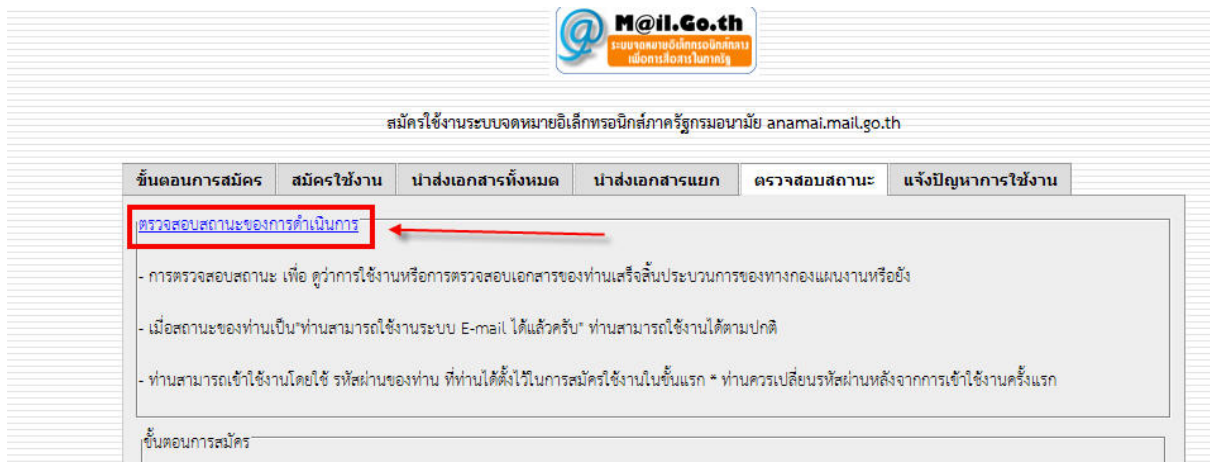 M@il.Go.th
ระบบจดหมายอิเล็กทรอนิกส์กลาง
เพื่อการสื่อสารในภาครัฐ
สมัครใช้งานระบบจดหมายอิเล็กทรอนิกส์ภาครัฐกรมอนามัย anamai.mail.go.th
ขั้นตอนการสมัคร สมัครใช้งาน นำส่งเอกสารทั้งหมด นำส่งเอกสารแยก ตรวจสอบสถานะ แจ้งปัญหาการใช้งาน
ตรวจสอบสถานะของการดำเนินการ
- การตรวจสอบสถานะ เพื่อ ดูว่าการใช้งานหรือการตรวจสอบเอกสารของท่านเสร็จสิ้นประบวนการของทางกองแผนงานหรือยัง
- เมื่อสถานะของท่านเป็น"ท่านสามารถใช้งานระบบ E-mail ได้แล้วครับ" ท่านสามารถใช้งานได้ตามปกติ
- ท่านสามารถเข้าใช้งานโดยใช้ รหัสผ่านของท่าน ที่ท่านได้ตั้งไว้ในการสมัครใช้งานในขั้นแรก * ท่านควรเปลี่ยนรหัสผ่านหลังจากการเข้าใช้งานครั้งแรก
ขั้นตอนการสมัคร